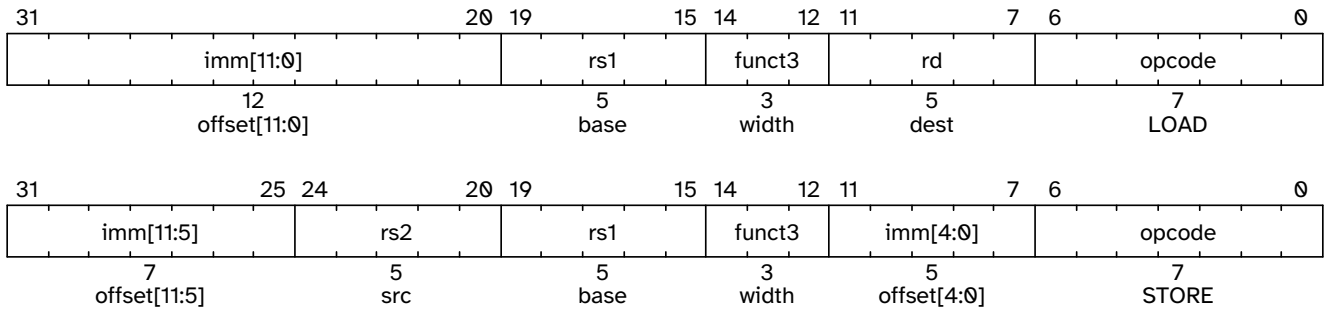 31 20 19 15 14 12 11 7 6 0
imm[11:0] rs1 funct3 rd opcode
12 5 3 5 7
offset[11:0] base width dest LOAD
31 25 24 20 19 15 14 12 11 7 6 0
imm[11:5] rs2 rs1 funct3 imm[4:0] opcode
7 5 5 3 5 7
offset[11:5] src base width offset[4:0] STORE